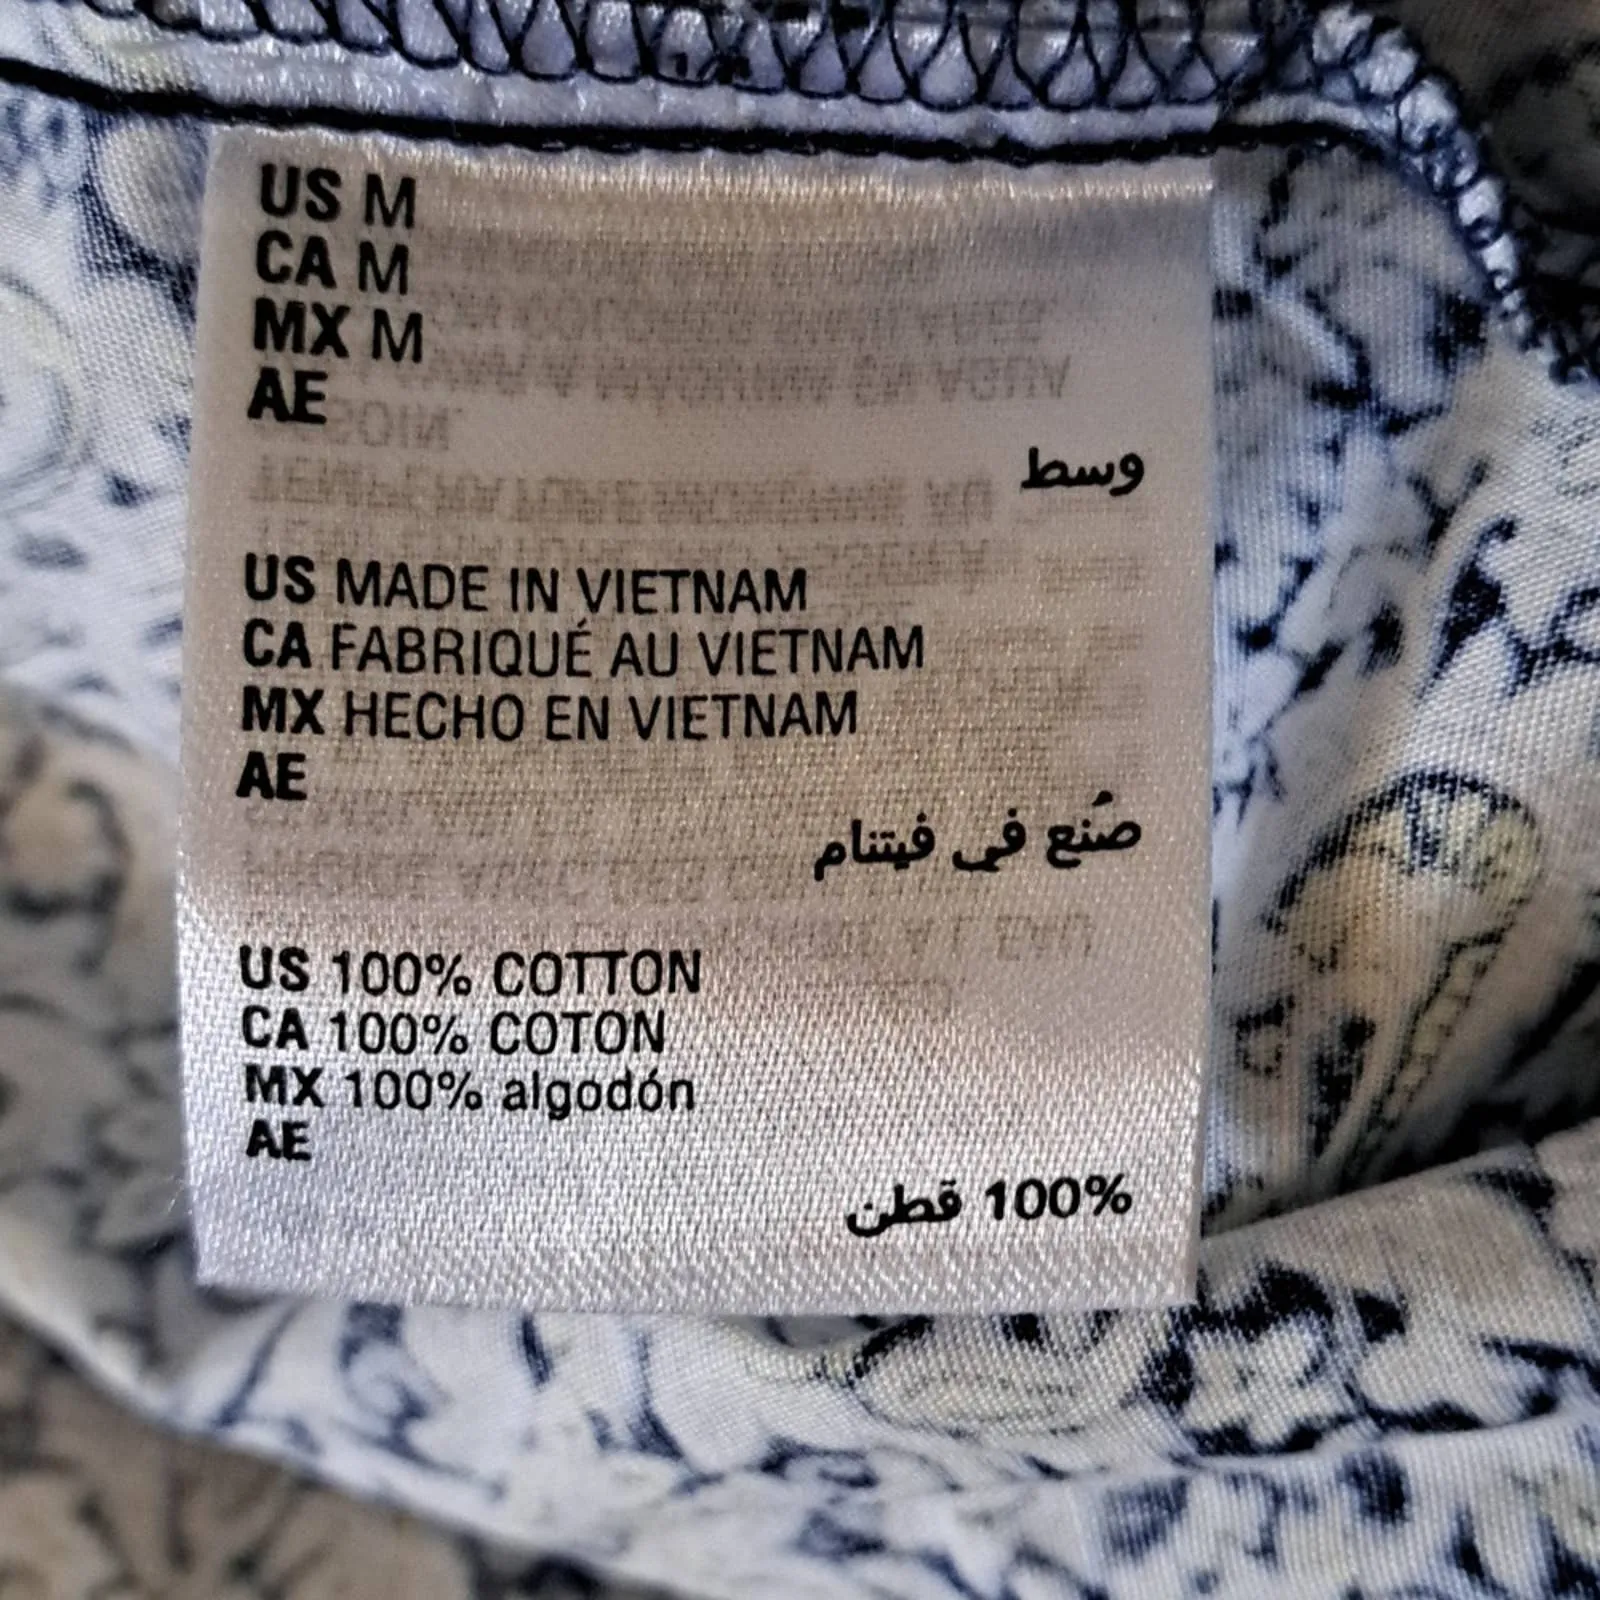 US M
CA M
MX M
AE
وسط
US MADE IN VIETNAM
CA FABRIQUÉ AU VIETNAM
MX HECHO EN VIETNAM
AE
صُنع في فيتنام
US 100% COTTON
CA 100% COTON
MX 100% algodón
AE
100% قطن